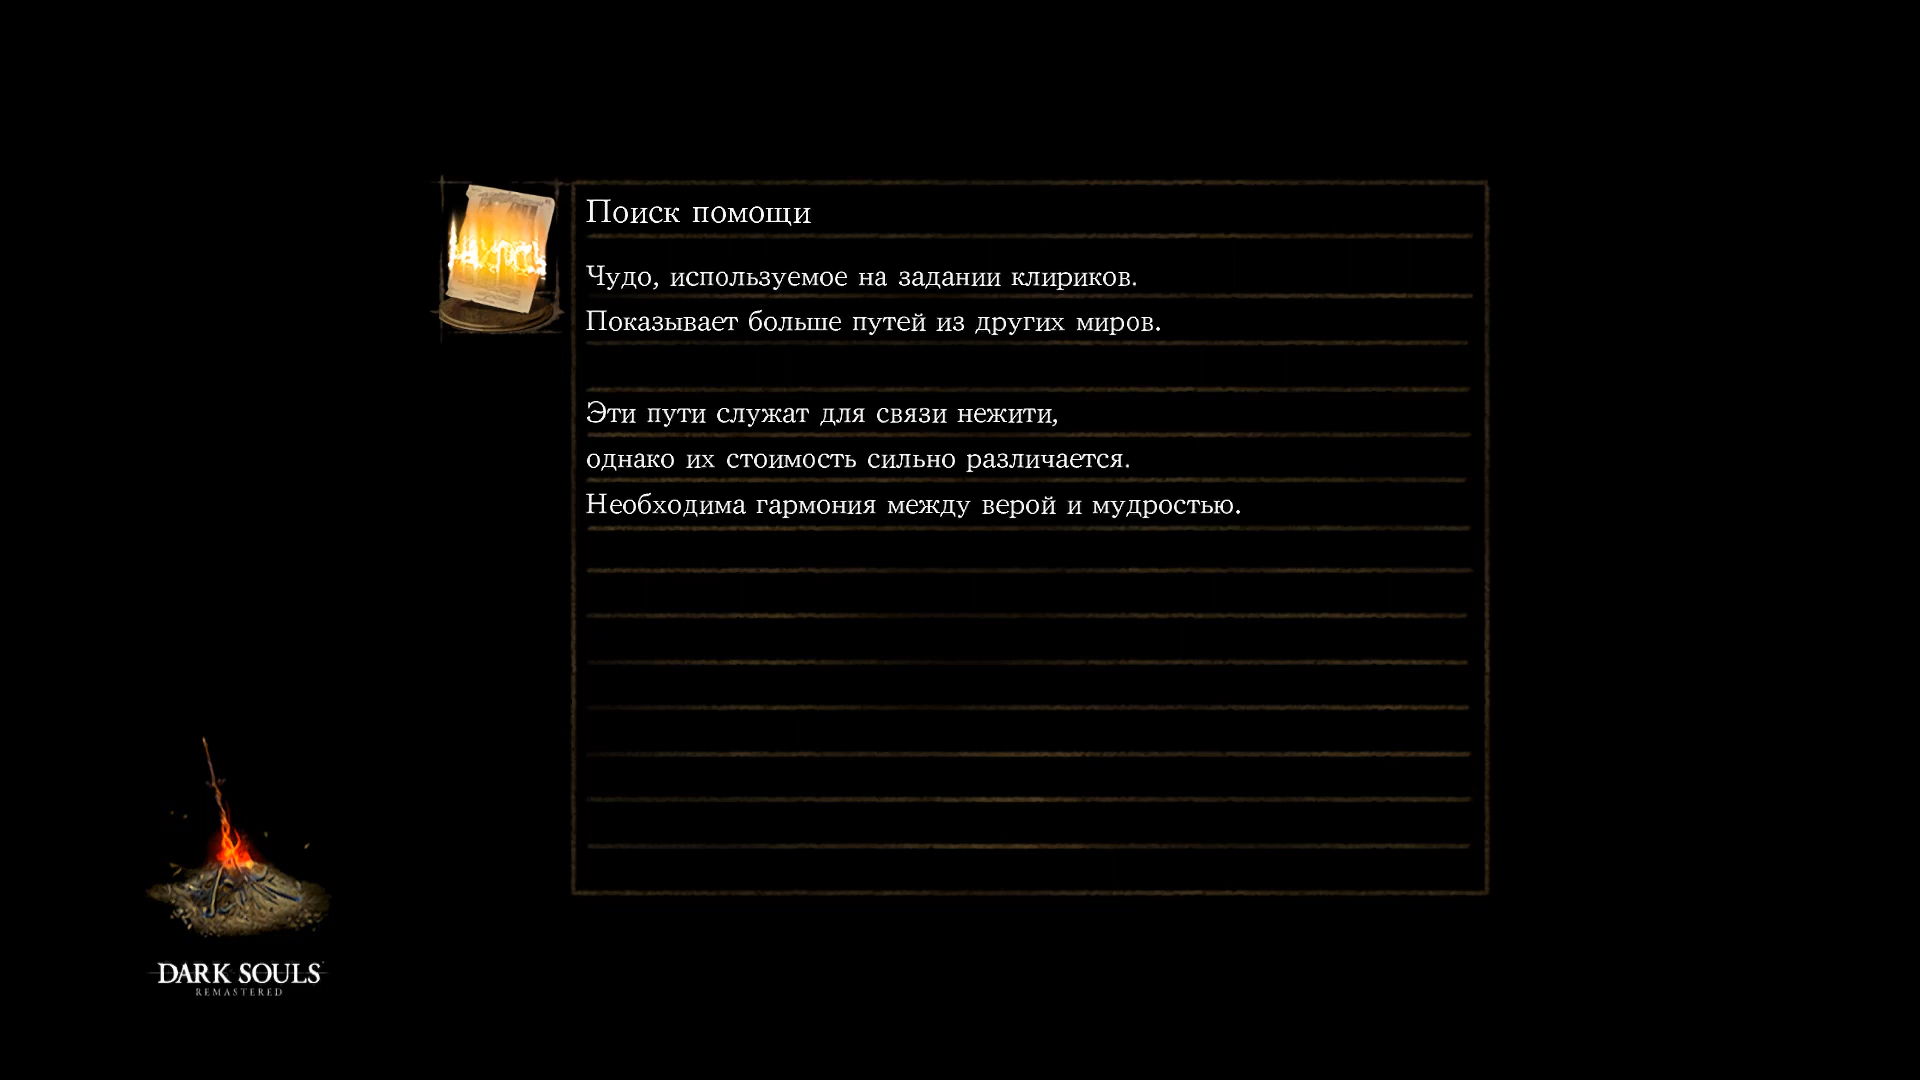 Поиск помощи
Чудо, используемое на задании клириков.
Показывает больше путей из других миров.
Эти пути служат для связи нежити,
однако их стоимость сильно различается.
Необходима гармония между верой и мудростью.
DARK SOULS
REMASTERED